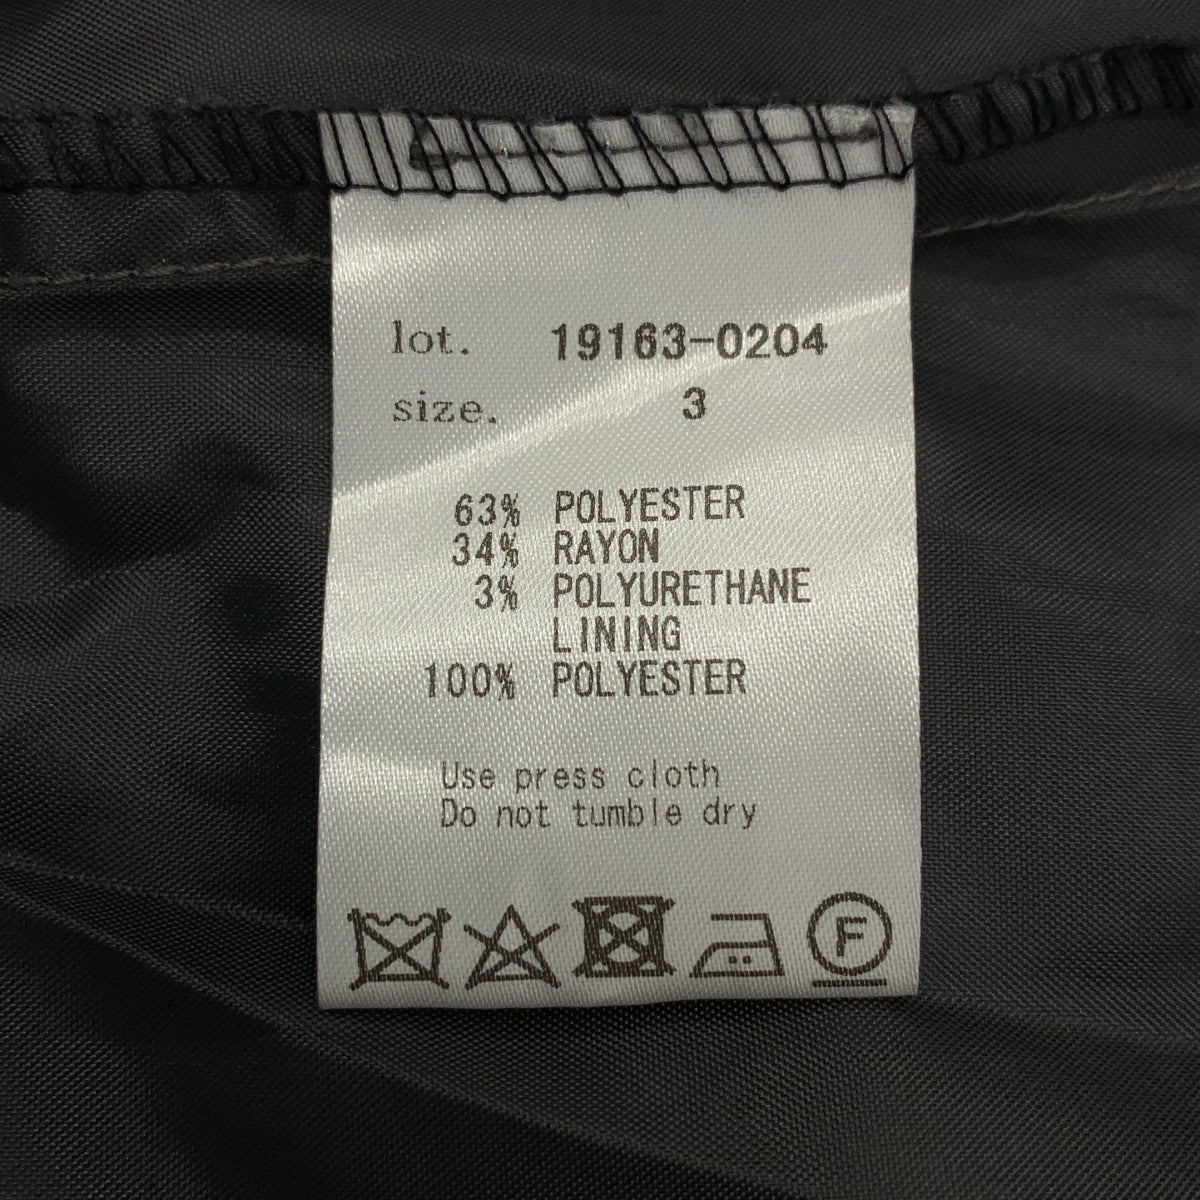 lot. 19163-0204
size. 3
63% POLYESTER
34% RAYON
3% POLYURETHANE
LINING
100% POLYESTER
Use press cloth
Do not tumble dry
F